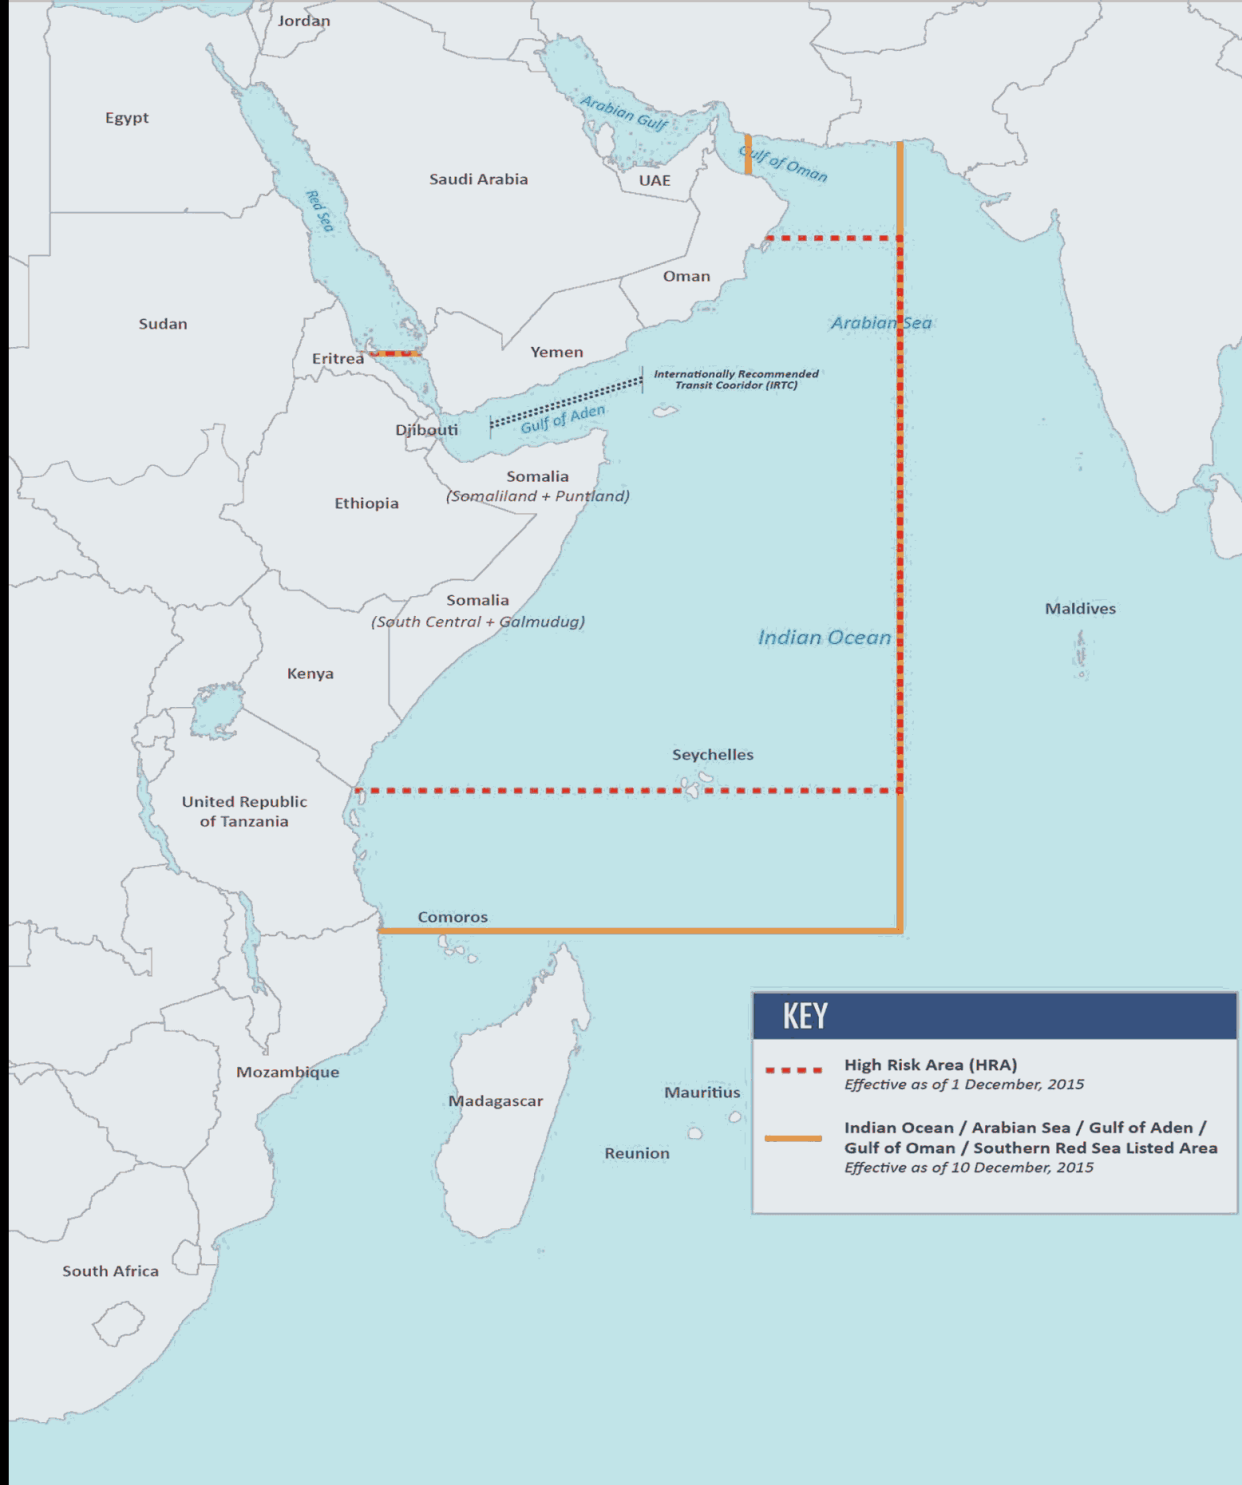 Jordan
Egypt
Arabian Gulf
Gulf of Oman
Saudi Arabia
UAE
Red Sea
Oman
Sudan
Arabian Sea
Eritrea
Yemen
Internationally Recommended
Transit Cooridor (IRTC)
Gulf of Aden
Djibouti
Somalia
(Somaliland + Puntland)
Ethiopia
Somalia
(South Central + Galmudug)
Maldives
Indian Ocean
Kenya
Seychelles
United Republic
of Tanzania
Comoros
KEY
High Risk Area (HRA)
Effective as of 1 December, 2015
Indian Ocean / Arabian Sea / Gulf of Aden /
Gulf of Oman / Southern Red Sea Listed Area
Effective as of 10 December, 2015
Mozambique
Madagascar
Mauritius
Reunion
South Africa